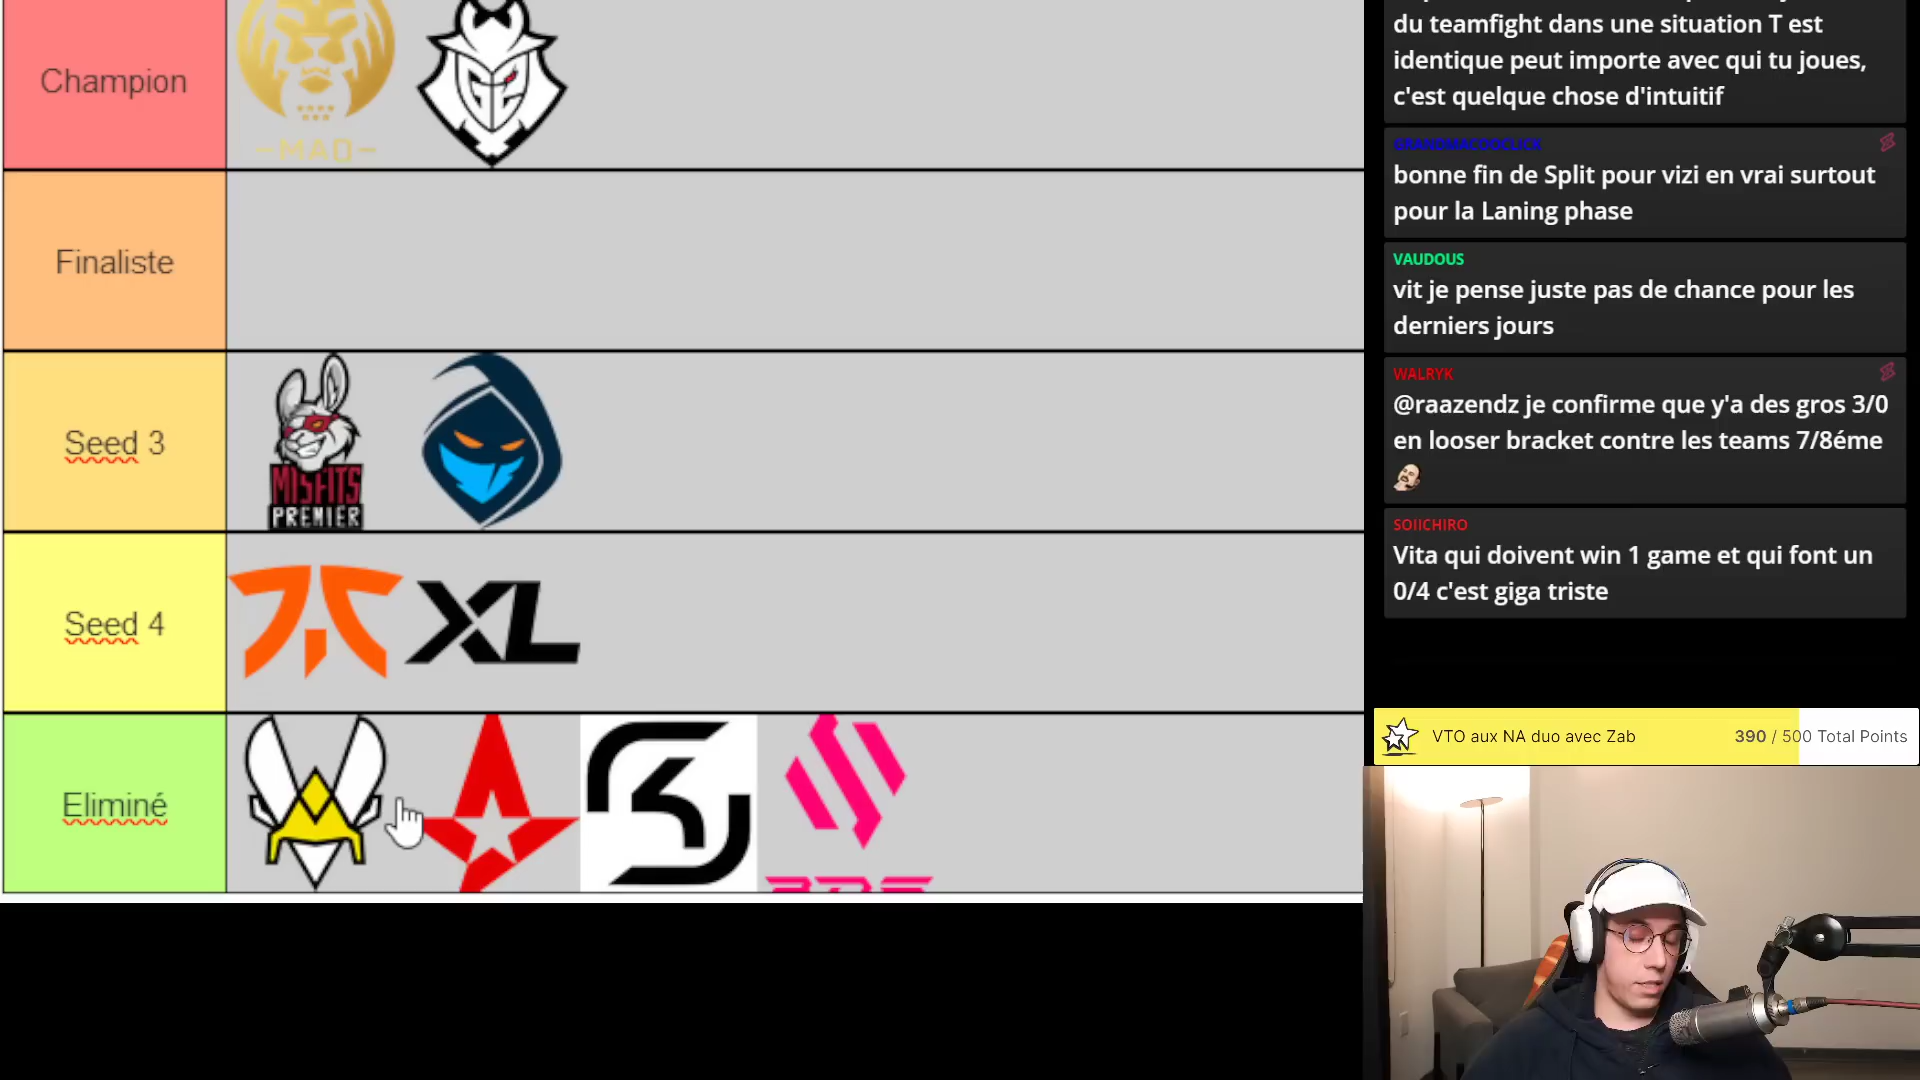 Champion
-MAD-
G2
Finaliste
Seed 3
MISFITS
PREMIER
Seed 4
XL
Eliminé
du teamfight dans une situation T est
identique peut importe avec qui tu joues,
c'est quelque chose d'intuitif
GRANSMACDOCLICK
bonne fin de Split pour vizi en vrai surtout
pour la Laning phase
VAUDOUS
vit je pense juste pas de chance pour les
derniers jours
WALRYK
@raazendz je confirme que y'a des gros 3/0
en looser bracket contre les teams 7/8éme
SOIICHIRO
Vita qui doivent win 1 game et qui font un
0/4 c'est giga triste
VTO aux NA duo avec Zab
390 / 500 Total Points